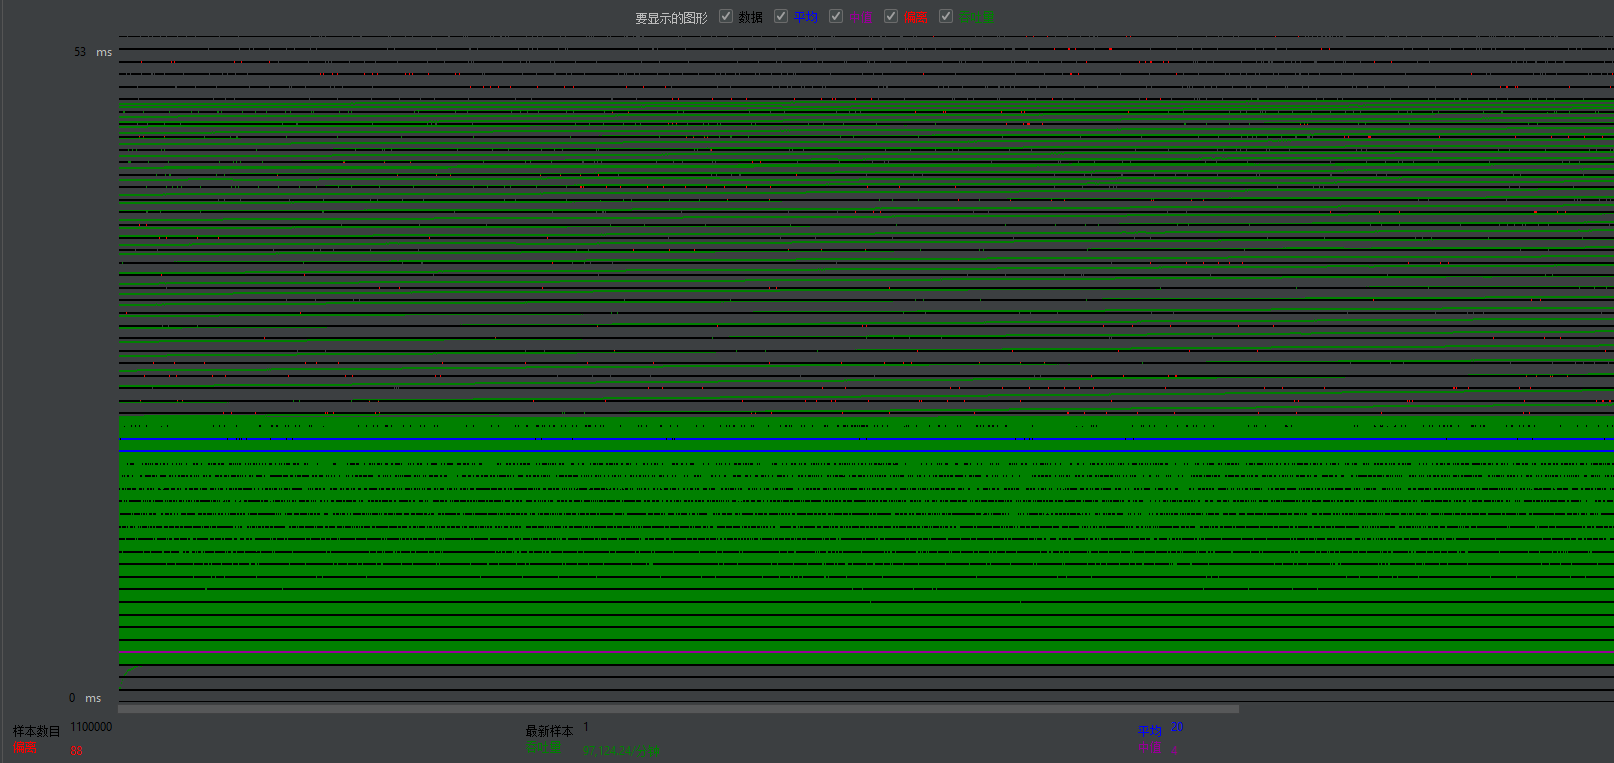 要显示的图形 数据 平均 中值 偏离 吞吐量
53 ms
0 ms
样本数目 1100000 最新样本 1 平均 20
偏离 88 吞吐量 97,124.24/分钟 中值